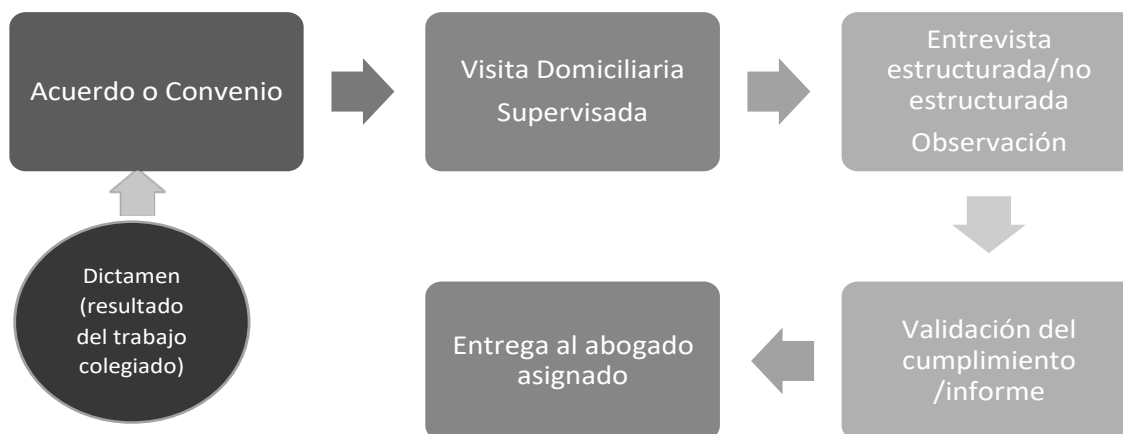 Acuerdo o Convenio
Visita Domiciliaria
Supervisada
Entrevista
estructurada/no
estructurada
Observación
Dictamen
(resultado
del trabajo
colegiado)
Entrega al abogado
asignado
Validación del
cumplimiento
/informe